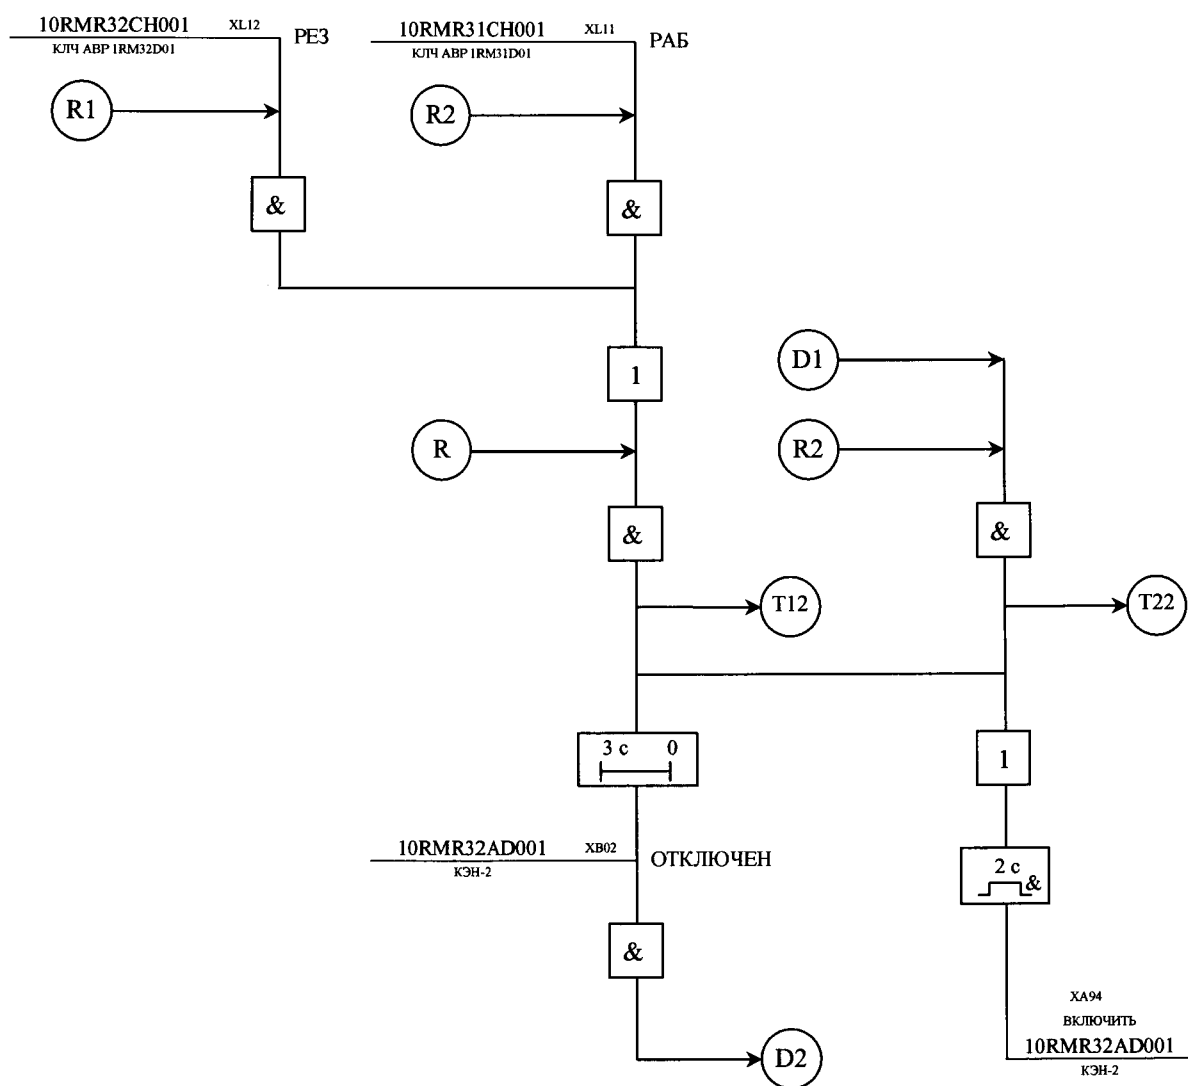 10RMR32CH001 XL12 РЕЗ
КЛЧ АВР 1RM32D01
10RMR31CH001 XL11 РАБ
КЛЧ АВР 1RM31D01
R1
R2
&
&
1
D1
R
R2
&
&
T12
T22
3 с 0
1
10RMR32AD001 XB02 ОТКЛЮЧЕН
КЭН-2
2 с
&
&
XA94
ВКЛЮЧИТЬ
10RMR32AD001
КЭН-2
D2